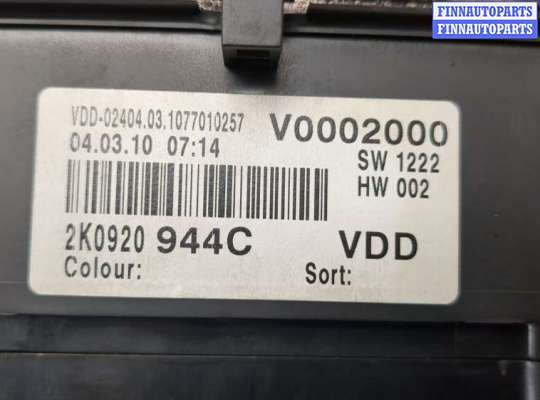 FINNAUTOPARTS
FINNAUTOPARTS
VDD-02404.03.1077010257
V0002000
04.03.10 07:14
SW 1222
HW 002
2K0920 944C
VDD
Colour:
Sort: